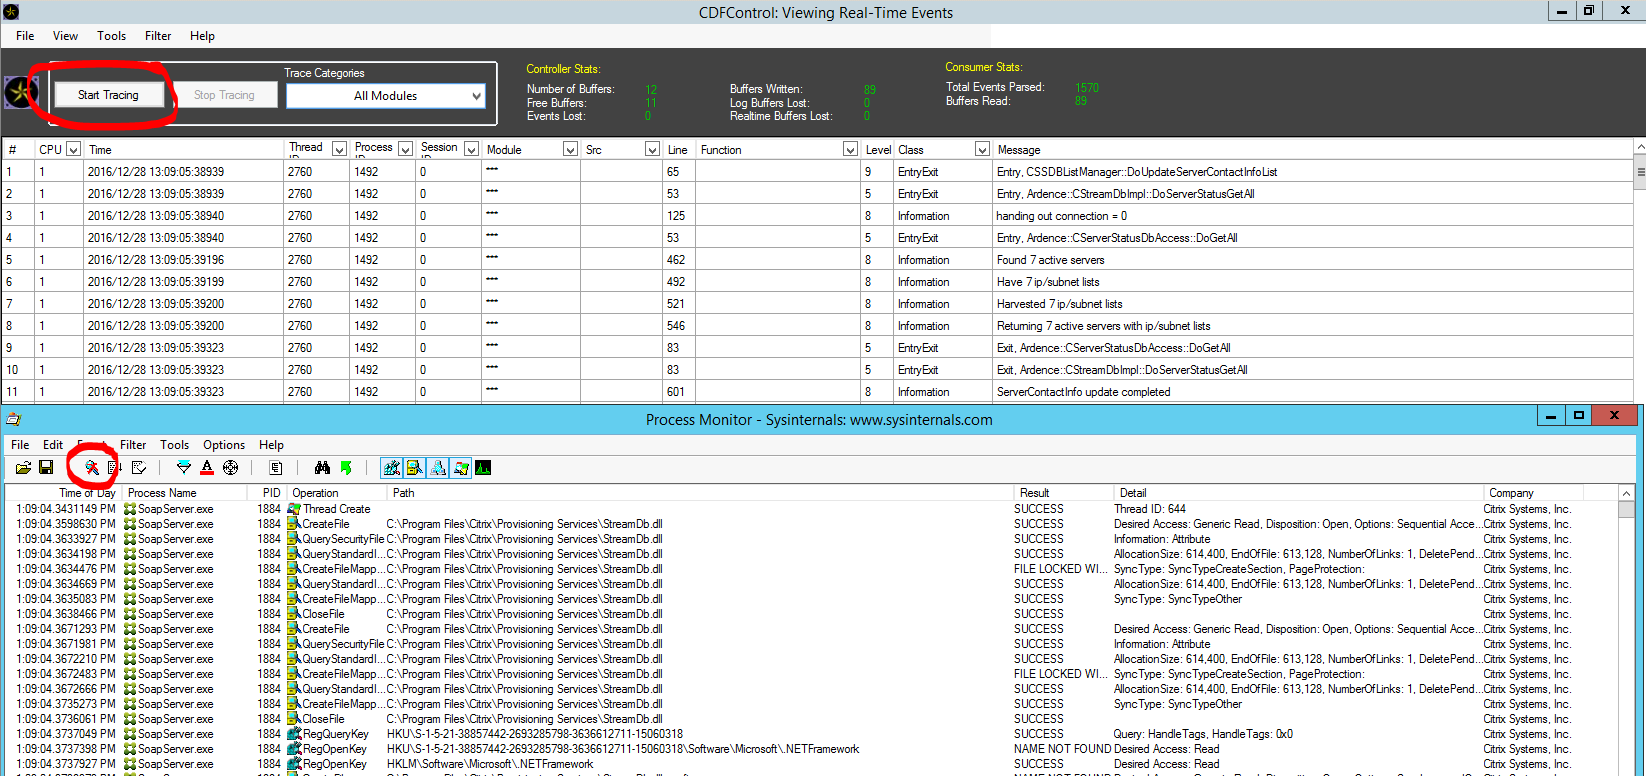 CDFControl: Viewing Real-Time Events
File View Tools Filter Help
Trace Categories
Start Tracing Stop Tracing All Modules
Controller Stats:
Number of Buffers: 12 Buffers Written: 89
Free Buffers: 11 Log Buffers Lost: 0
Events Lost: 0 Realtime Buffers Lost: 0
Consumer Stats:
Total Events Parsed: 1570
Buffers Read: 89
# CPU Time Thread Process Session Module Src Line Function Level Class Message
1 1 2016/12/28 13:09:05:38939 2760 1492 0 *** 65 9 EntryExit Entry, CSSDBListManager::DoUpdateServerContactInfoList
2 1 2016/12/28 13:09:05:38939 2760 1492 0 *** 53 5 EntryExit Entry, Ardence::CStreamDbImpl::DoServerStatusGetAll
3 1 2016/12/28 13:09:05:38940 2760 1492 0 *** 125 8 Information handing out connection = 0
4 1 2016/12/28 13:09:05:38940 2760 1492 0 *** 53 5 EntryExit Entry, Ardence::CServerStatusDbAccess::DoGetAll
5 1 2016/12/28 13:09:05:39196 2760 1492 0 *** 462 8 Information Found 7 active servers
6 1 2016/12/28 13:09:05:39199 2760 1492 0 *** 492 8 Information Have 7 ip/subnet lists
7 1 2016/12/28 13:09:05:39200 2760 1492 0 *** 521 8 Information Harvested 7 ip/subnet lists
8 1 2016/12/28 13:09:05:39200 2760 1492 0 *** 546 8 Information Returning 7 active servers with ip/subnet lists
9 1 2016/12/28 13:09:05:39323 2760 1492 0 *** 83 5 EntryExit Exit, Ardence::CServerStatusDbAccess::DoGetAll
10 1 2016/12/28 13:09:05:39323 2760 1492 0 *** 83 5 EntryExit Exit, Ardence::CStreamDbImpl::DoServerStatusGetAll
11 1 2016/12/28 13:09:05:39323 2760 1492 0 *** 601 8 Information ServerContactInfo update completed
Process Monitor - Sysinternals: www.sysinternals.com
File Edit Event Filter Tools Options Help
Time of Day Process Name PID Operation Path Result Detail Company
1:09:04.3431149 PM SoapServer.exe 1884 Thread Create SUCCESS Thread ID: 644 Citrix Systems, Inc.
1:09:04.3598630 PM SoapServer.exe 1884 CreateFile C:\Program Files\Citrix\Provisioning Services\StreamDb.dll SUCCESS Desired Access: Generic Read, Disposition: Open, Options: Sequential Acce... Citrix Systems, Inc.
1:09:04.3633927 PM SoapServer.exe 1884 QuerySecurityFile C:\Program Files\Citrix\Provisioning Services\StreamDb.dll SUCCESS Information: Attribute Citrix Systems, Inc.
1:09:04.3634198 PM SoapServer.exe 1884 QueryStandardI... C:\Program Files\Citrix\Provisioning Services\StreamDb.dll SUCCESS AllocationSize: 614,400, EndOfFile: 613,128, NumberOfLinks: 1, DeletePend... Citrix Systems, Inc.
1:09:04.3634476 PM SoapServer.exe 1884 CreateFileMapp... C:\Program Files\Citrix\Provisioning Services\StreamDb.dll FILE LOCKED WI... SyncType: SyncTypeCreateSection, PageProtection: Citrix Systems, Inc.
1:09:04.3634669 PM SoapServer.exe 1884 QueryStandardI... C:\Program Files\Citrix\Provisioning Services\StreamDb.dll SUCCESS AllocationSize: 614,400, EndOfFile: 613,128, NumberOfLinks: 1, DeletePend... Citrix Systems, Inc.
1:09:04.3635083 PM SoapServer.exe 1884 CreateFileMapp... C:\Program Files\Citrix\Provisioning Services\StreamDb.dll SUCCESS SyncType: SyncTypeOther Citrix Systems, Inc.
1:09:04.3638466 PM SoapServer.exe 1884 CloseFile C:\Program Files\Citrix\Provisioning Services\StreamDb.dll SUCCESS Citrix Systems, Inc.
1:09:04.3671293 PM SoapServer.exe 1884 CreateFile C:\Program Files\Citrix\Provisioning Services\StreamDb.dll SUCCESS Desired Access: Generic Read, Disposition: Open, Options: Sequential Acce... Citrix Systems, Inc.
1:09:04.3671981 PM SoapServer.exe 1884 QuerySecurityFile C:\Program Files\Citrix\Provisioning Services\StreamDb.dll SUCCESS Information: Attribute Citrix Systems, Inc.
1:09:04.3672210 PM SoapServer.exe 1884 QueryStandardI... C:\Program Files\Citrix\Provisioning Services\StreamDb.dll SUCCESS AllocationSize: 614,400, EndOfFile: 613,128, NumberOfLinks: 1, DeletePend... Citrix Systems, Inc.
1:09:04.3672483 PM SoapServer.exe 1884 CreateFileMapp... C:\Program Files\Citrix\Provisioning Services\StreamDb.dll FILE LOCKED WI... SyncType: SyncTypeCreateSection, PageProtection: Citrix Systems, Inc.
1:09:04.3672666 PM SoapServer.exe 1884 QueryStandardI... C:\Program Files\Citrix\Provisioning Services\StreamDb.dll SUCCESS AllocationSize: 614,400, EndOfFile: 613,128, NumberOfLinks: 1, DeletePend... Citrix Systems, Inc.
1:09:04.3735273 PM SoapServer.exe 1884 CreateFileMapp... C:\Program Files\Citrix\Provisioning Services\StreamDb.dll SUCCESS SyncType: SyncTypeOther Citrix Systems, Inc.
1:09:04.3736061 PM SoapServer.exe 1884 CloseFile C:\Program Files\Citrix\Provisioning Services\StreamDb.dll SUCCESS Citrix Systems, Inc.
1:09:04.3737049 PM SoapServer.exe 1884 RegQueryKey HKU\S-1-5-21-38857442-2693285798-3636612711-15060318 SUCCESS Query: HandleTags, HandleTags: 0x0 Citrix Systems, Inc.
1:09:04.3737398 PM SoapServer.exe 1884 RegOpenKey HKU\S-1-5-21-38857442-2693285798-3636612711-15060318\Software\Microsoft\.NETFramework NAME NOT FOUND Desired Access: Read Citrix Systems, Inc.
1:09:04.3737927 PM SoapServer.exe 1884 RegOpenKey HKLM\Software\Microsoft\.NETFramework SUCCESS Desired Access: Read Citrix Systems, Inc.